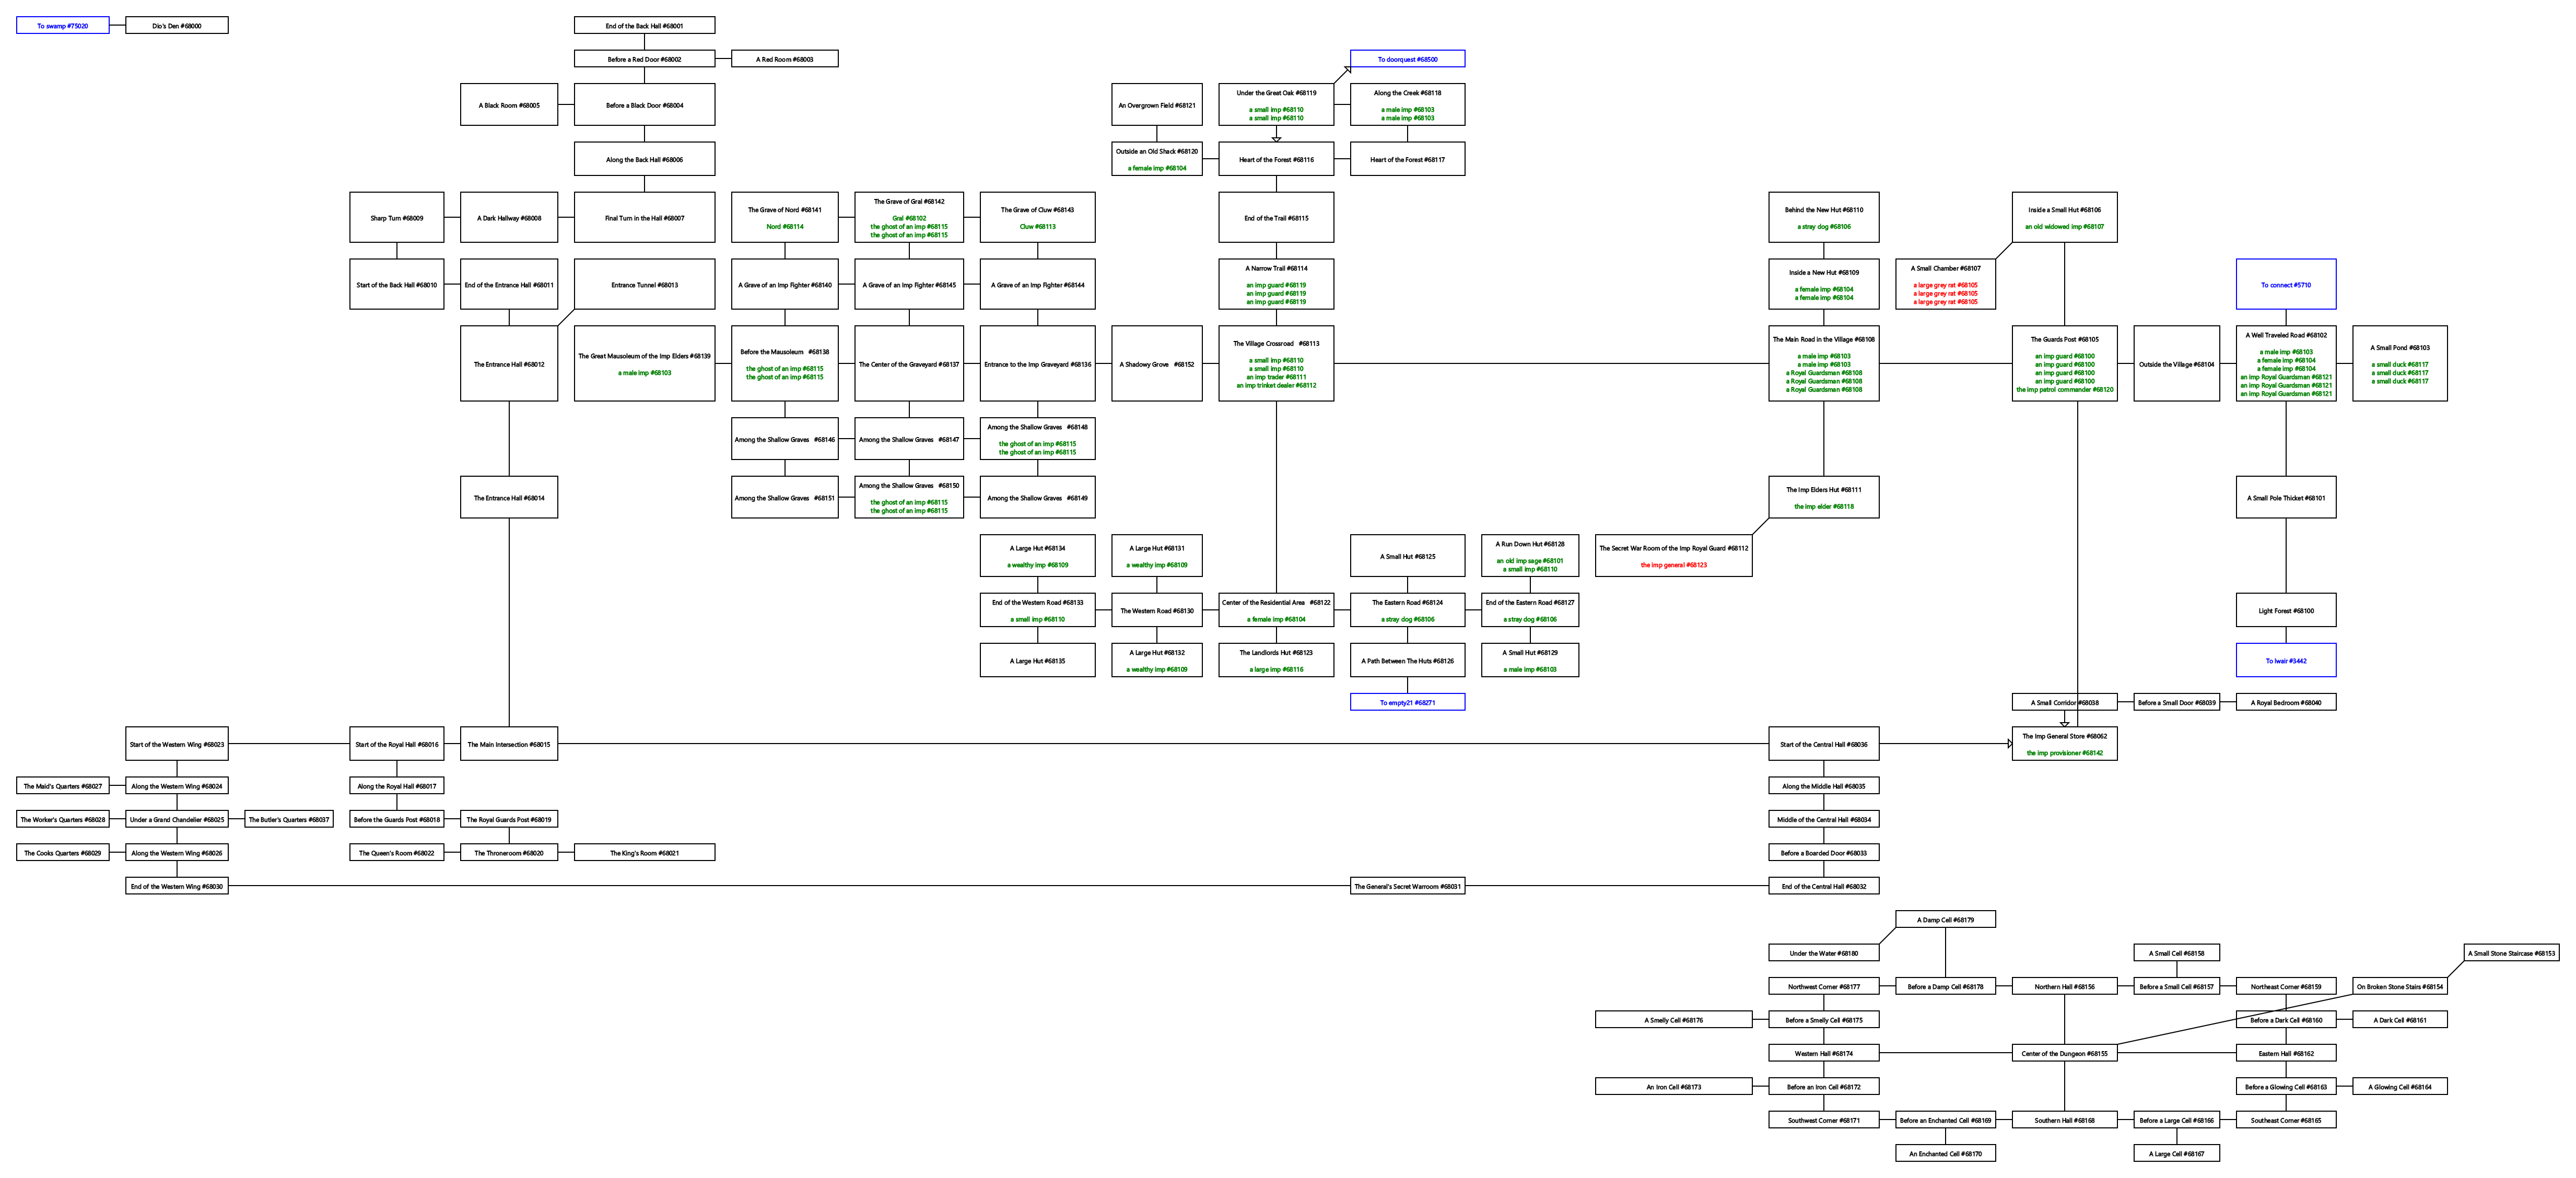 To swamp #75020
Dio's Den #68000
End of the Back Hall #68001
Before a Red Door #68002
A Red Room #68003
To doorquest #68500
A Black Room #68005
Before a Black Door #68004
An Overgrown Field #68121
Under the Great Oak #68119
a small imp #68110
a small imp #68110
Along the Creek #68118
a male imp #68103
a male imp #68103
Along the Back Hall #68006
Outside an Old Shack #68120
a female imp #68104
Heart of the Forest #68116
Heart of the Forest #68117
Sharp Turn #68009
A Dark Hallway #68008
Final Turn in the Hall #68007
The Grave of Nord #68141
Nord #68114
The Grave of Gral #68142
Gral #68102
the ghost of an imp #68115
the ghost of an imp #68115
The Grave of Cluw #68143
Cluw #68113
End of the Trail #68115
Behind the New Hut #68110
a stray dog #68106
Inside a Small Hut #68106
an old widowed imp #68107
Start of the Back Hall #68010
End of the Entrance Hall #68011
Entrance Tunnel #68013
A Grave of an Imp Fighter #68140
A Grave of an Imp Fighter #68145
A Grave of an Imp Fighter #68144
A Narrow Trail #68114
an imp guard #68119
an imp guard #68119
an imp guard #68119
Inside a New Hut #68109
a female imp #68104
a female imp #68104
A Small Chamber #68107
a large grey rat #68105
a large grey rat #68105
a large grey rat #68105
To connect #5710
The Entrance Hall #68012
The Great Mausoleum of the Imp Elders #68139
a male imp #68103
Before the Mausoleum #68138
the ghost of an imp #68115
the ghost of an imp #68115
The Center of the Graveyard #68137
Entrance to the Imp Graveyard #68136
A Shadowy Grove #68152
The Village Crossroad #68113
a small imp #68110
a small imp #68110
an imp trader #68111
an imp trinket dealer #68112
The Main Road in the Village #68108
a male imp #68103
a male imp #68103
a Royal Guardsman #68108
a Royal Guardsman #68108
a Royal Guardsman #68108
The Guards Post #68105
an imp guard #68100
an imp guard #68100
an imp guard #68100
an imp guard #68100
the imp patrol commander #68120
Outside the Village #68104
A Well Traveled Road #68102
a male imp #68103
a female imp #68104
a female imp #68104
an imp Royal Guardsman #68121
an imp Royal Guardsman #68121
an imp Royal Guardsman #68121
A Small Pond #68103
a small duck #68117
a small duck #68117
a small duck #68117
Among the Shallow Graves #68146
Among the Shallow Graves #68147
Among the Shallow Graves #68148
the ghost of an imp #68115
the ghost of an imp #68115
The Entrance Hall #68014
Among the Shallow Graves #68151
Among the Shallow Graves #68150
the ghost of an imp #68115
the ghost of an imp #68115
Among the Shallow Graves #68149
The Imp Elders Hut #68111
the imp elder #68118
A Small Pole Thicket #68101
A Large Hut #68134
a wealthy imp #68109
A Large Hut #68131
a wealthy imp #68109
A Small Hut #68125
A Run Down Hut #68128
an old imp sage #68101
a small imp #68110
The Secret War Room of the Imp Royal Guard #68112
the imp general #68123
End of the Western Road #68133
a small imp #68110
The Western Road #68130
Center of the Residential Area #68122
a female imp #68104
The Eastern Road #68124
a stray dog #68106
End of the Eastern Road #68127
a stray dog #68106
Light Forest #68100
A Large Hut #68135
A Large Hut #68132
a wealthy imp #68109
The Landlords Hut #68123
a large imp #68116
A Path Between The Huts #68126
A Small Hut #68129
a male imp #68103
To lwair #3442
To empty21 #68271
A Small Corridor #68038
Before a Small Door #68039
A Royal Bedroom #68040
Start of the Western Wing #68023
Start of the Royal Hall #68016
The Main Intersection #68015
Start of the Central Hall #68036
The Imp General Store #68062
the imp provisioner #68142
The Maid's Quarters #68027
Along the Western Wing #68024
Along the Royal Hall #68017
Along the Middle Hall #68035
The Worker's Quarters #68028
Under a Grand Chandelier #68025
The Butler's Quarters #68037
Before the Guards Post #68018
The Royal Guards Post #68019
Middle of the Central Hall #68034
The Cooks Quarters #68029
Along the Western Wing #68026
The Queen's Room #68022
The Throneroom #68020
The King's Room #68021
Before a Boarded Door #68033
End of the Western Wing #68030
The General's Secret Warroom #68031
End of the Central Hall #68032
A Damp Cell #68179
Under the Water #68180
A Small Cell #68158
A Small Stone Staircase #68153
Northwest Corner #68177
Before a Damp Cell #68178
Northern Hall #68156
Before a Small Cell #68157
Northeast Corner #68159
On Broken Stone Stairs #68154
A Smelly Cell #68176
Before a Smelly Cell #68175
Before a Dark Cell #68160
A Dark Cell #68161
Western Hall #68174
Center of the Dungeon #68155
Eastern Hall #68162
An Iron Cell #68173
Before an Iron Cell #68172
Before a Glowing Cell #68163
A Glowing Cell #68164
Southwest Corner #68171
Before an Enchanted Cell #68169
Southern Hall #68168
Before a Large Cell #68166
Southeast Corner #68165
An Enchanted Cell #68170
A Large Cell #68167